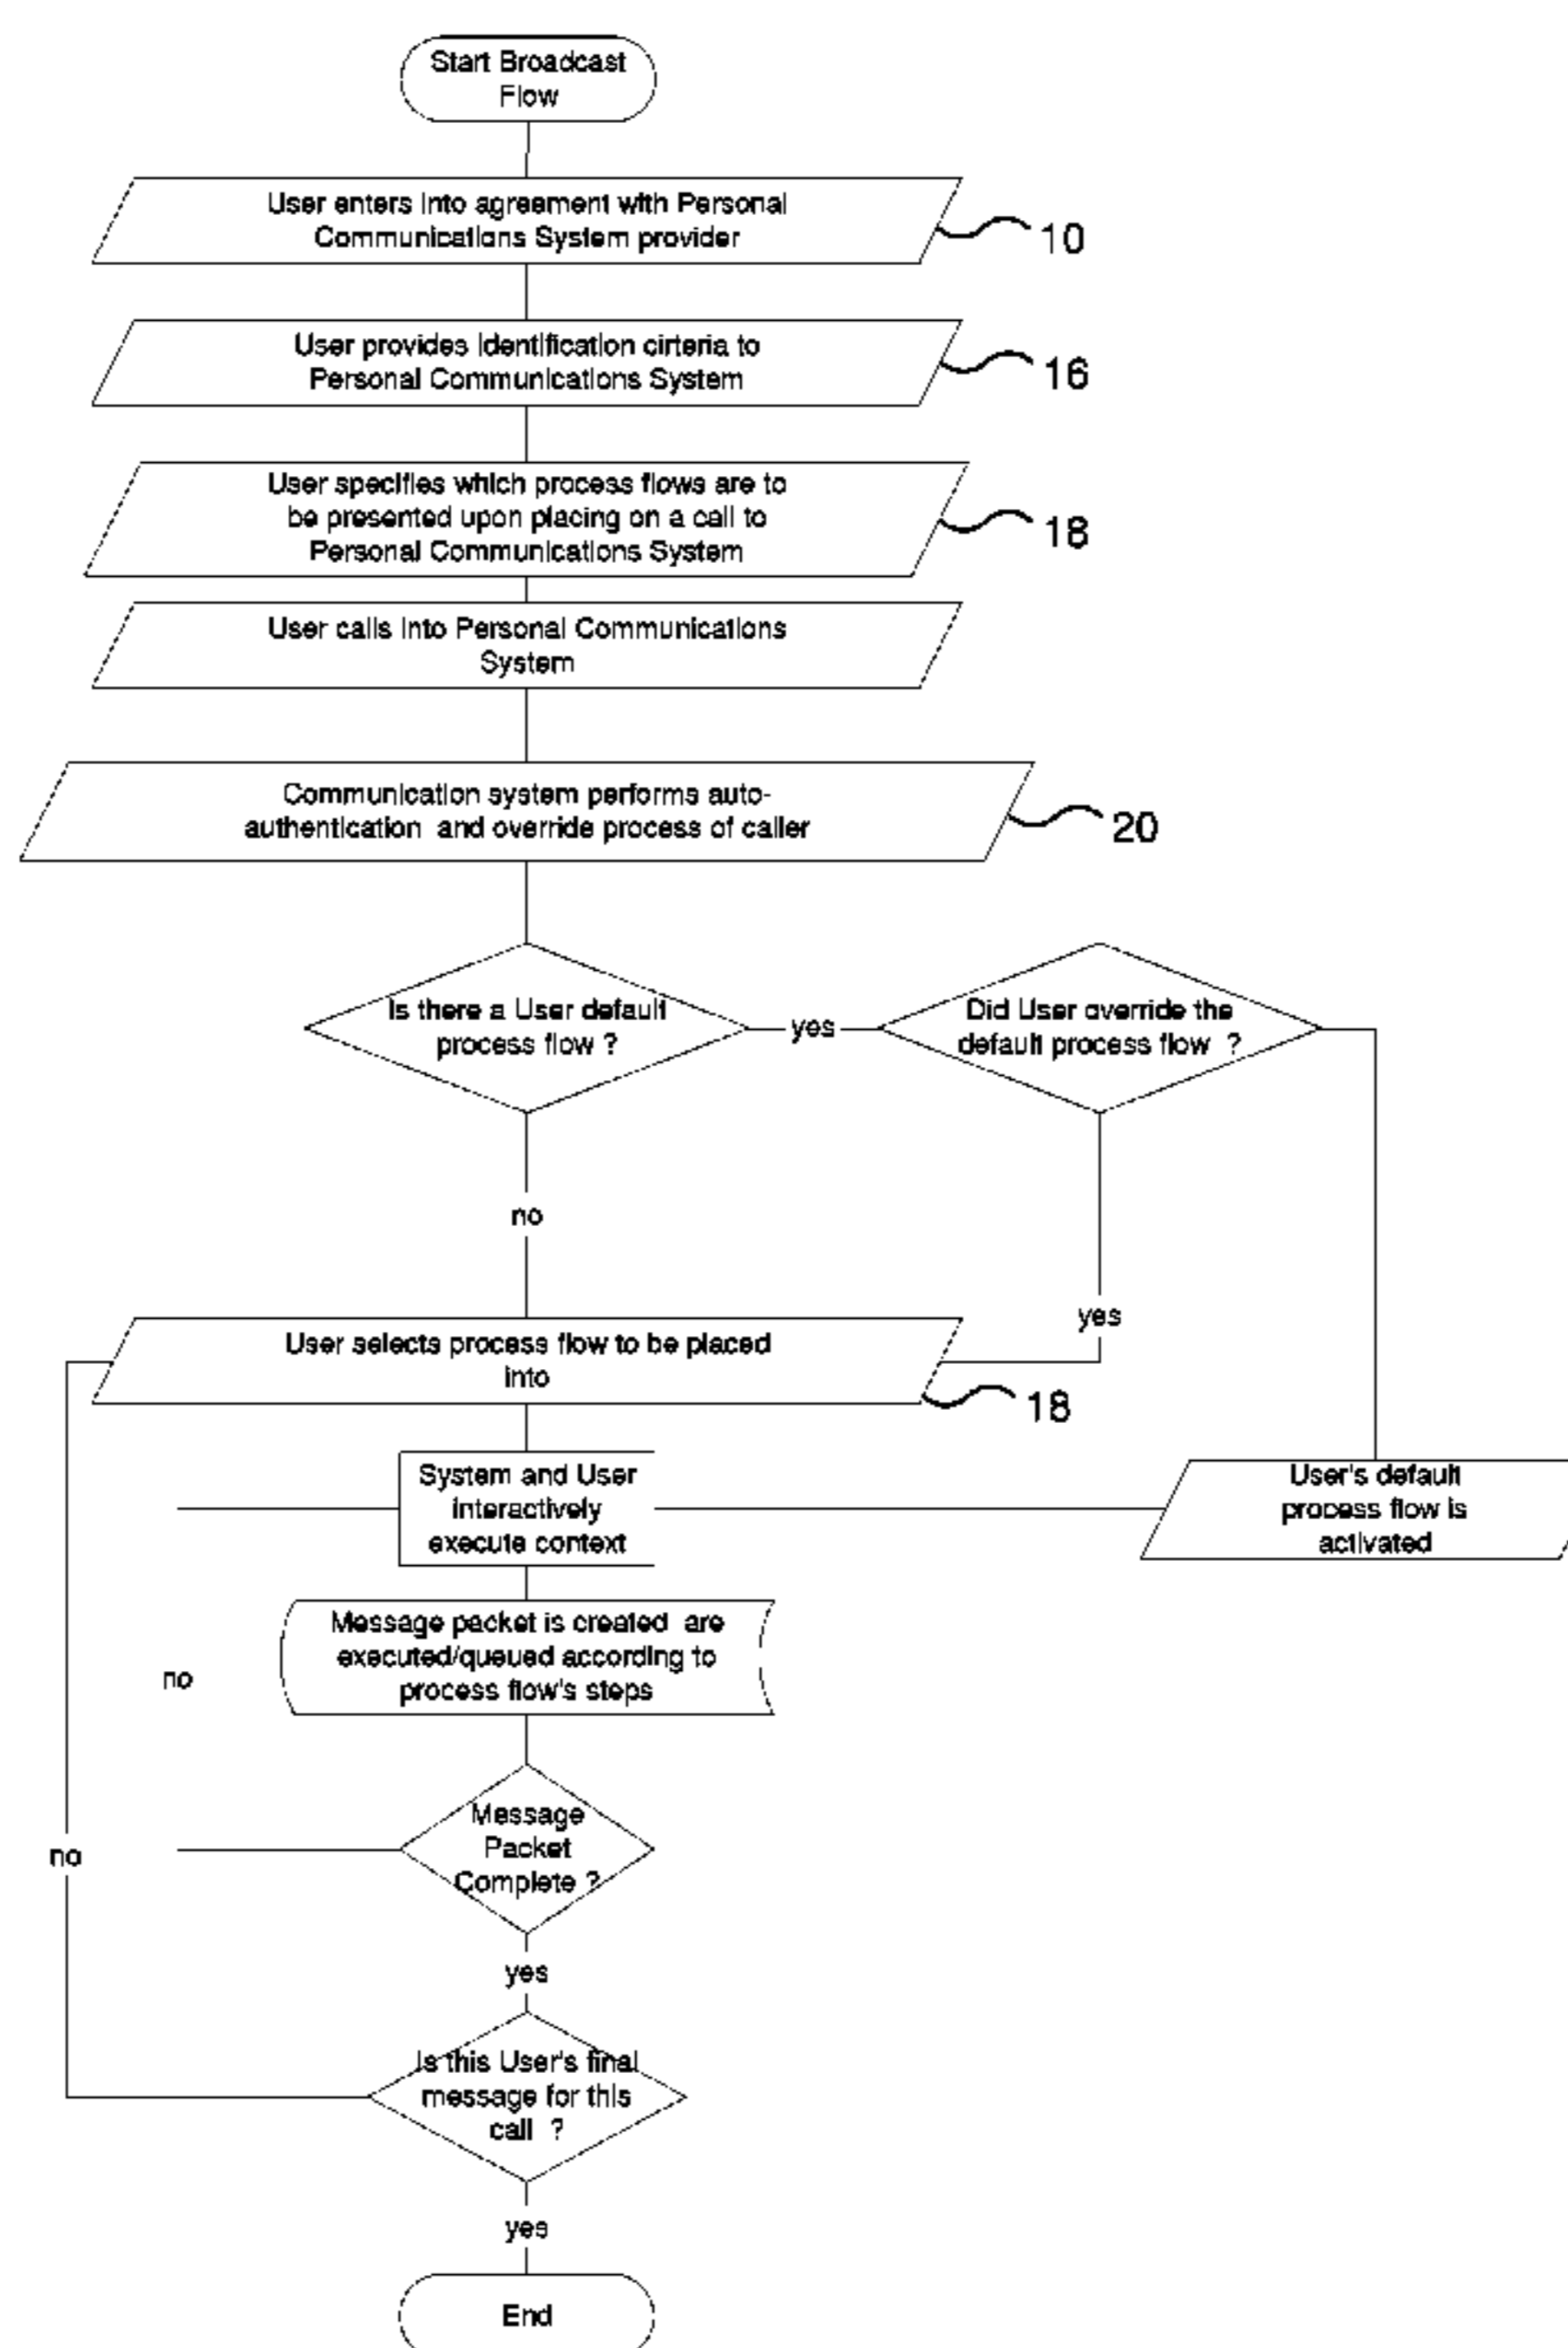 Start Broadcast
Flow
User enters into agreement with Personal
Communications System provider
10
User provides identification cirteria to
Personal Communications System
16
User specifies which process flows are to
be presented upon placing on a call to
Personal Communications System
18
User calls into Personal Communications
System
Communication system performs auto-
authentication and override process of caller
20
Is there a User default
process flow ?
yes
Did User override the
default process flow ?
no
yes
User selects process flow to be placed
into
18
System and User
interactively
execute context
User's default
process flow is
activated
Message packet is created are
executed/queued according to
process flow's steps
no
Message
Packet
Complete ?
no
yes
Is this User's final
message for this
call ?
yes
End